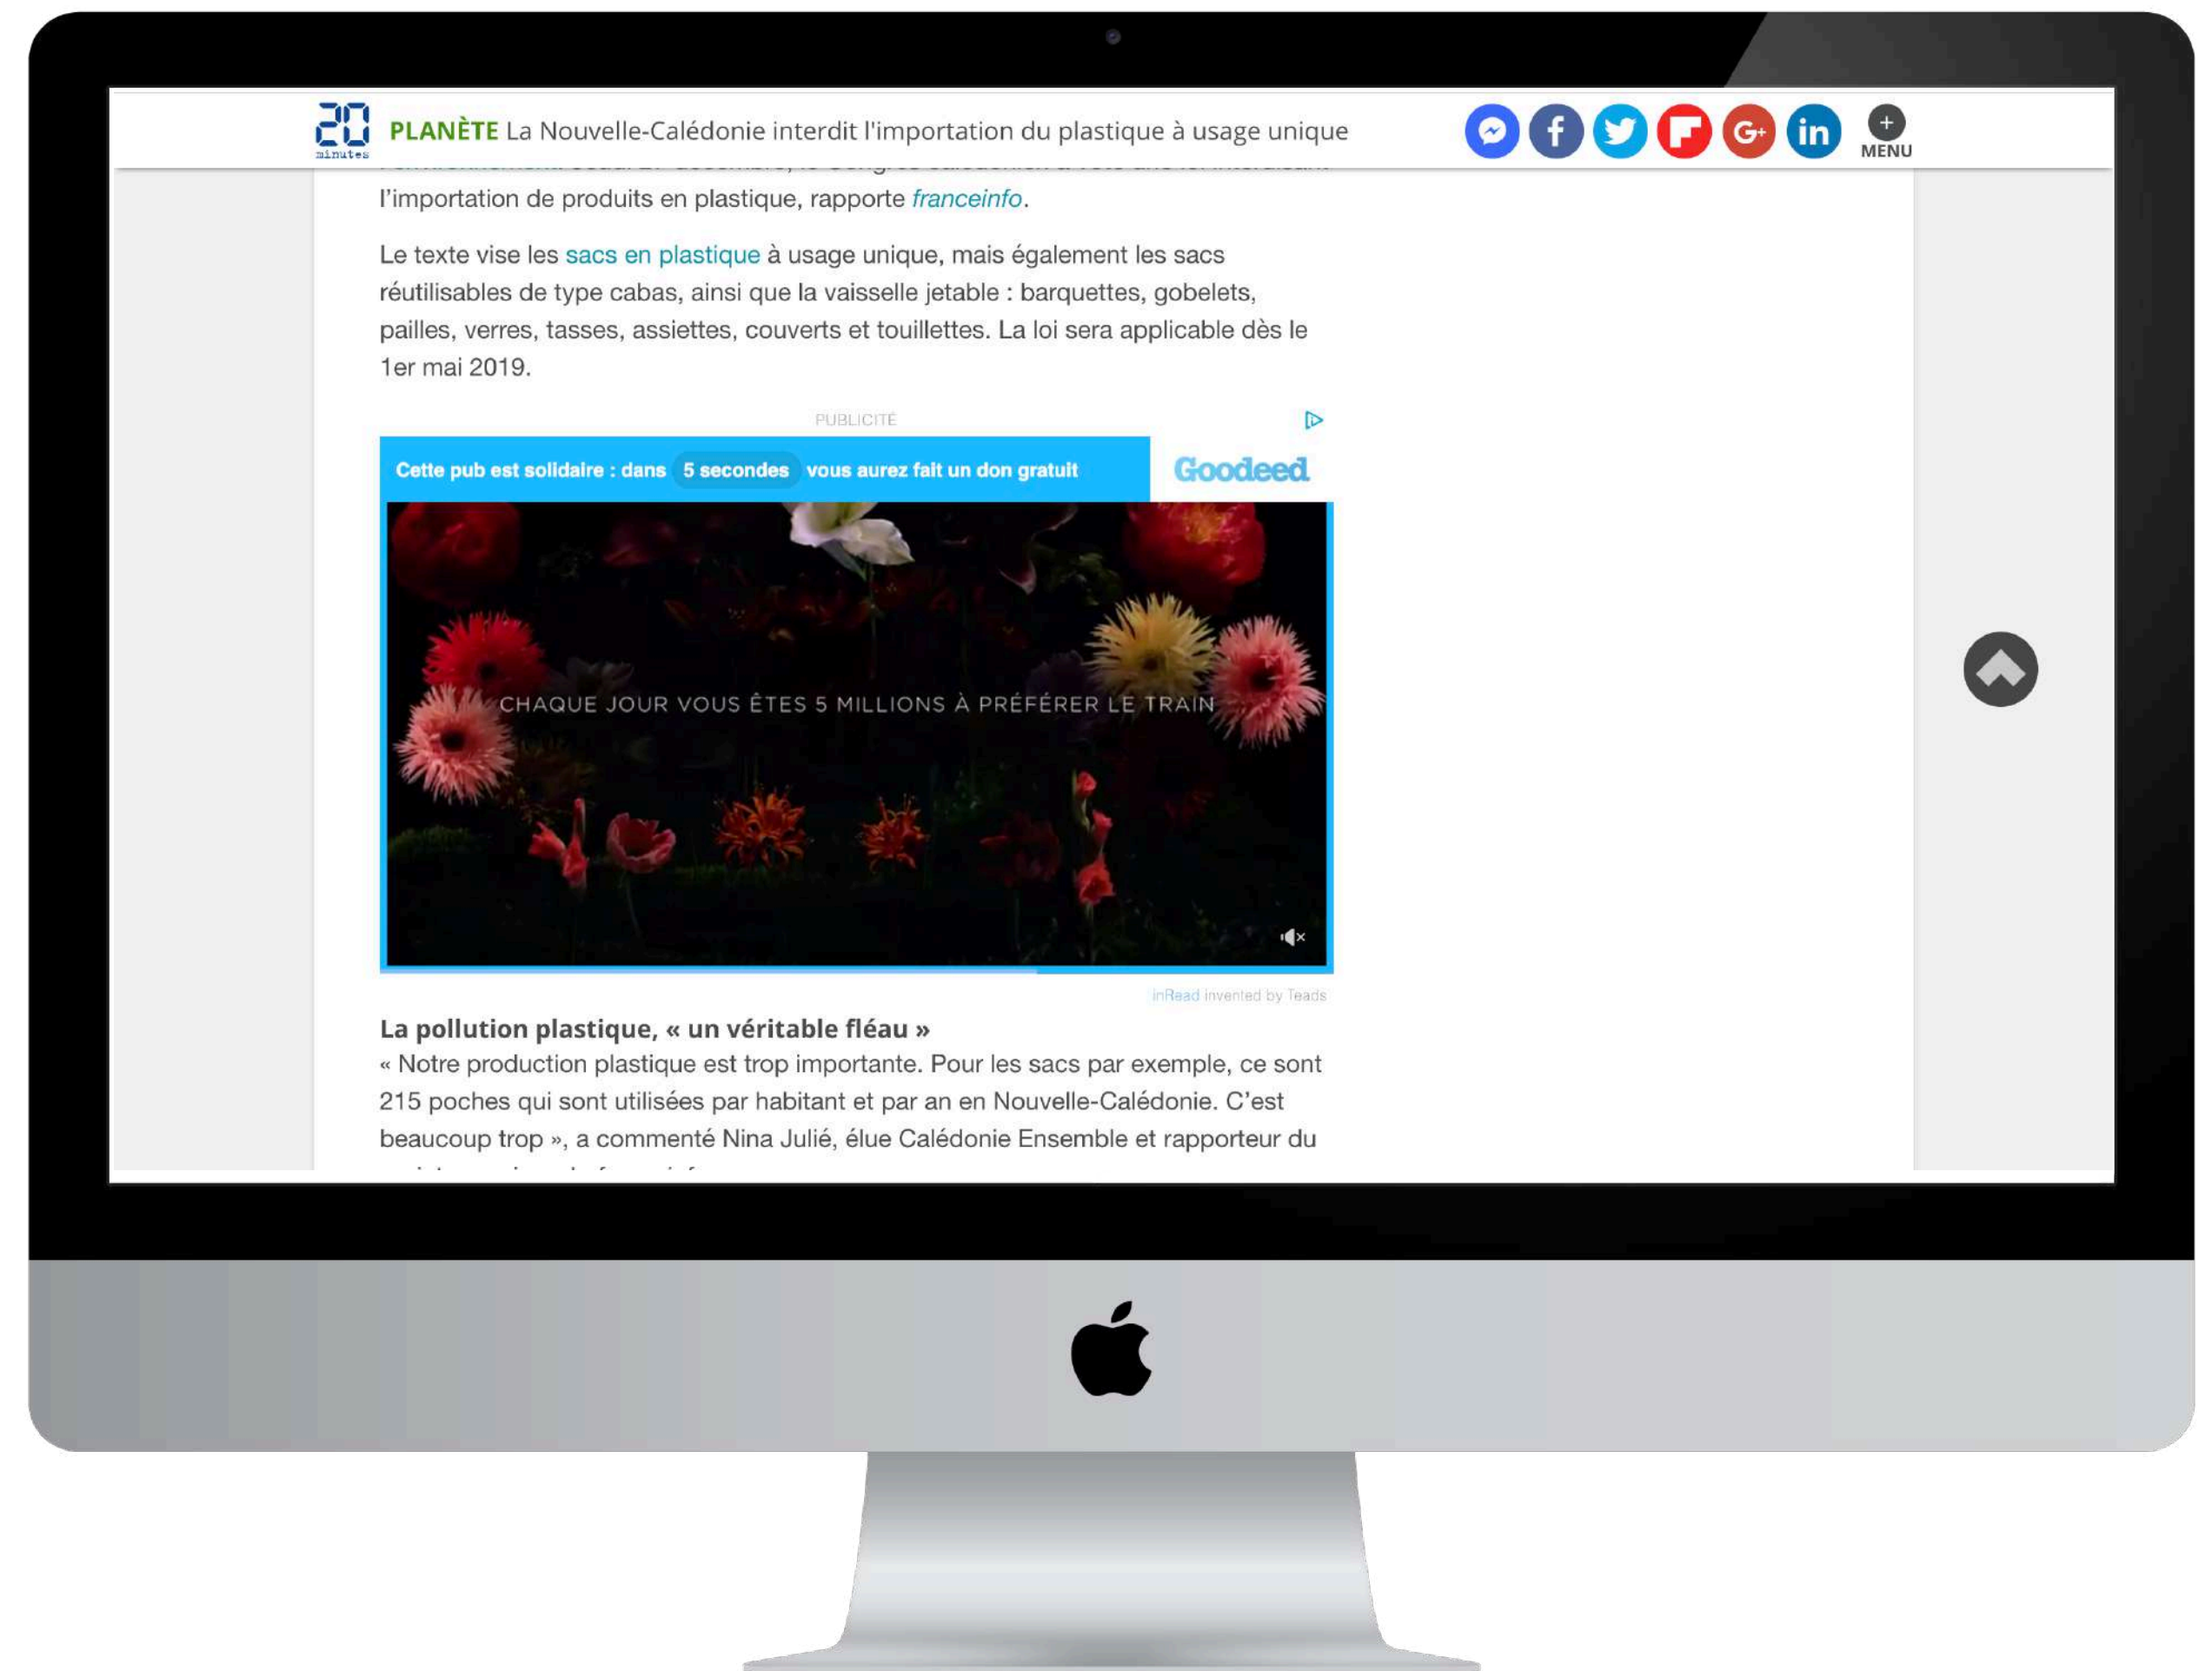 20 minutes
PLANÈTE La Nouvelle-Calédonie interdit l'importation du plastique à usage unique
f
G+
in
+
MENU
l'importation de produits en plastique, rapporte franceinfo.
Le texte vise les sacs en plastique à usage unique, mais également les sacs
réutilisables de type cabas, ainsi que la vaisselle jetable : barquettes, gobelets,
pailles, verres, tasses, assiettes, couverts et touillettes. La loi sera applicable dès le
1er mai 2019.
PUBLICITÉ
Cette pub est solidaire : dans 5 secondes vous aurez fait un don gratuit
Goodeed
CHAQUE JOUR VOUS ÊTES 5 MILLIONS À PRÉFÉRER LE TRAIN
inRead invented by Teads
La pollution plastique, « un véritable fléau »
« Notre production plastique est trop importante. Pour les sacs par exemple, ce sont
215 poches qui sont utilisées par habitant et par an en Nouvelle-Calédonie. C'est
beaucoup trop », a commenté Nina Julié, élue Calédonie Ensemble et rapporteur du